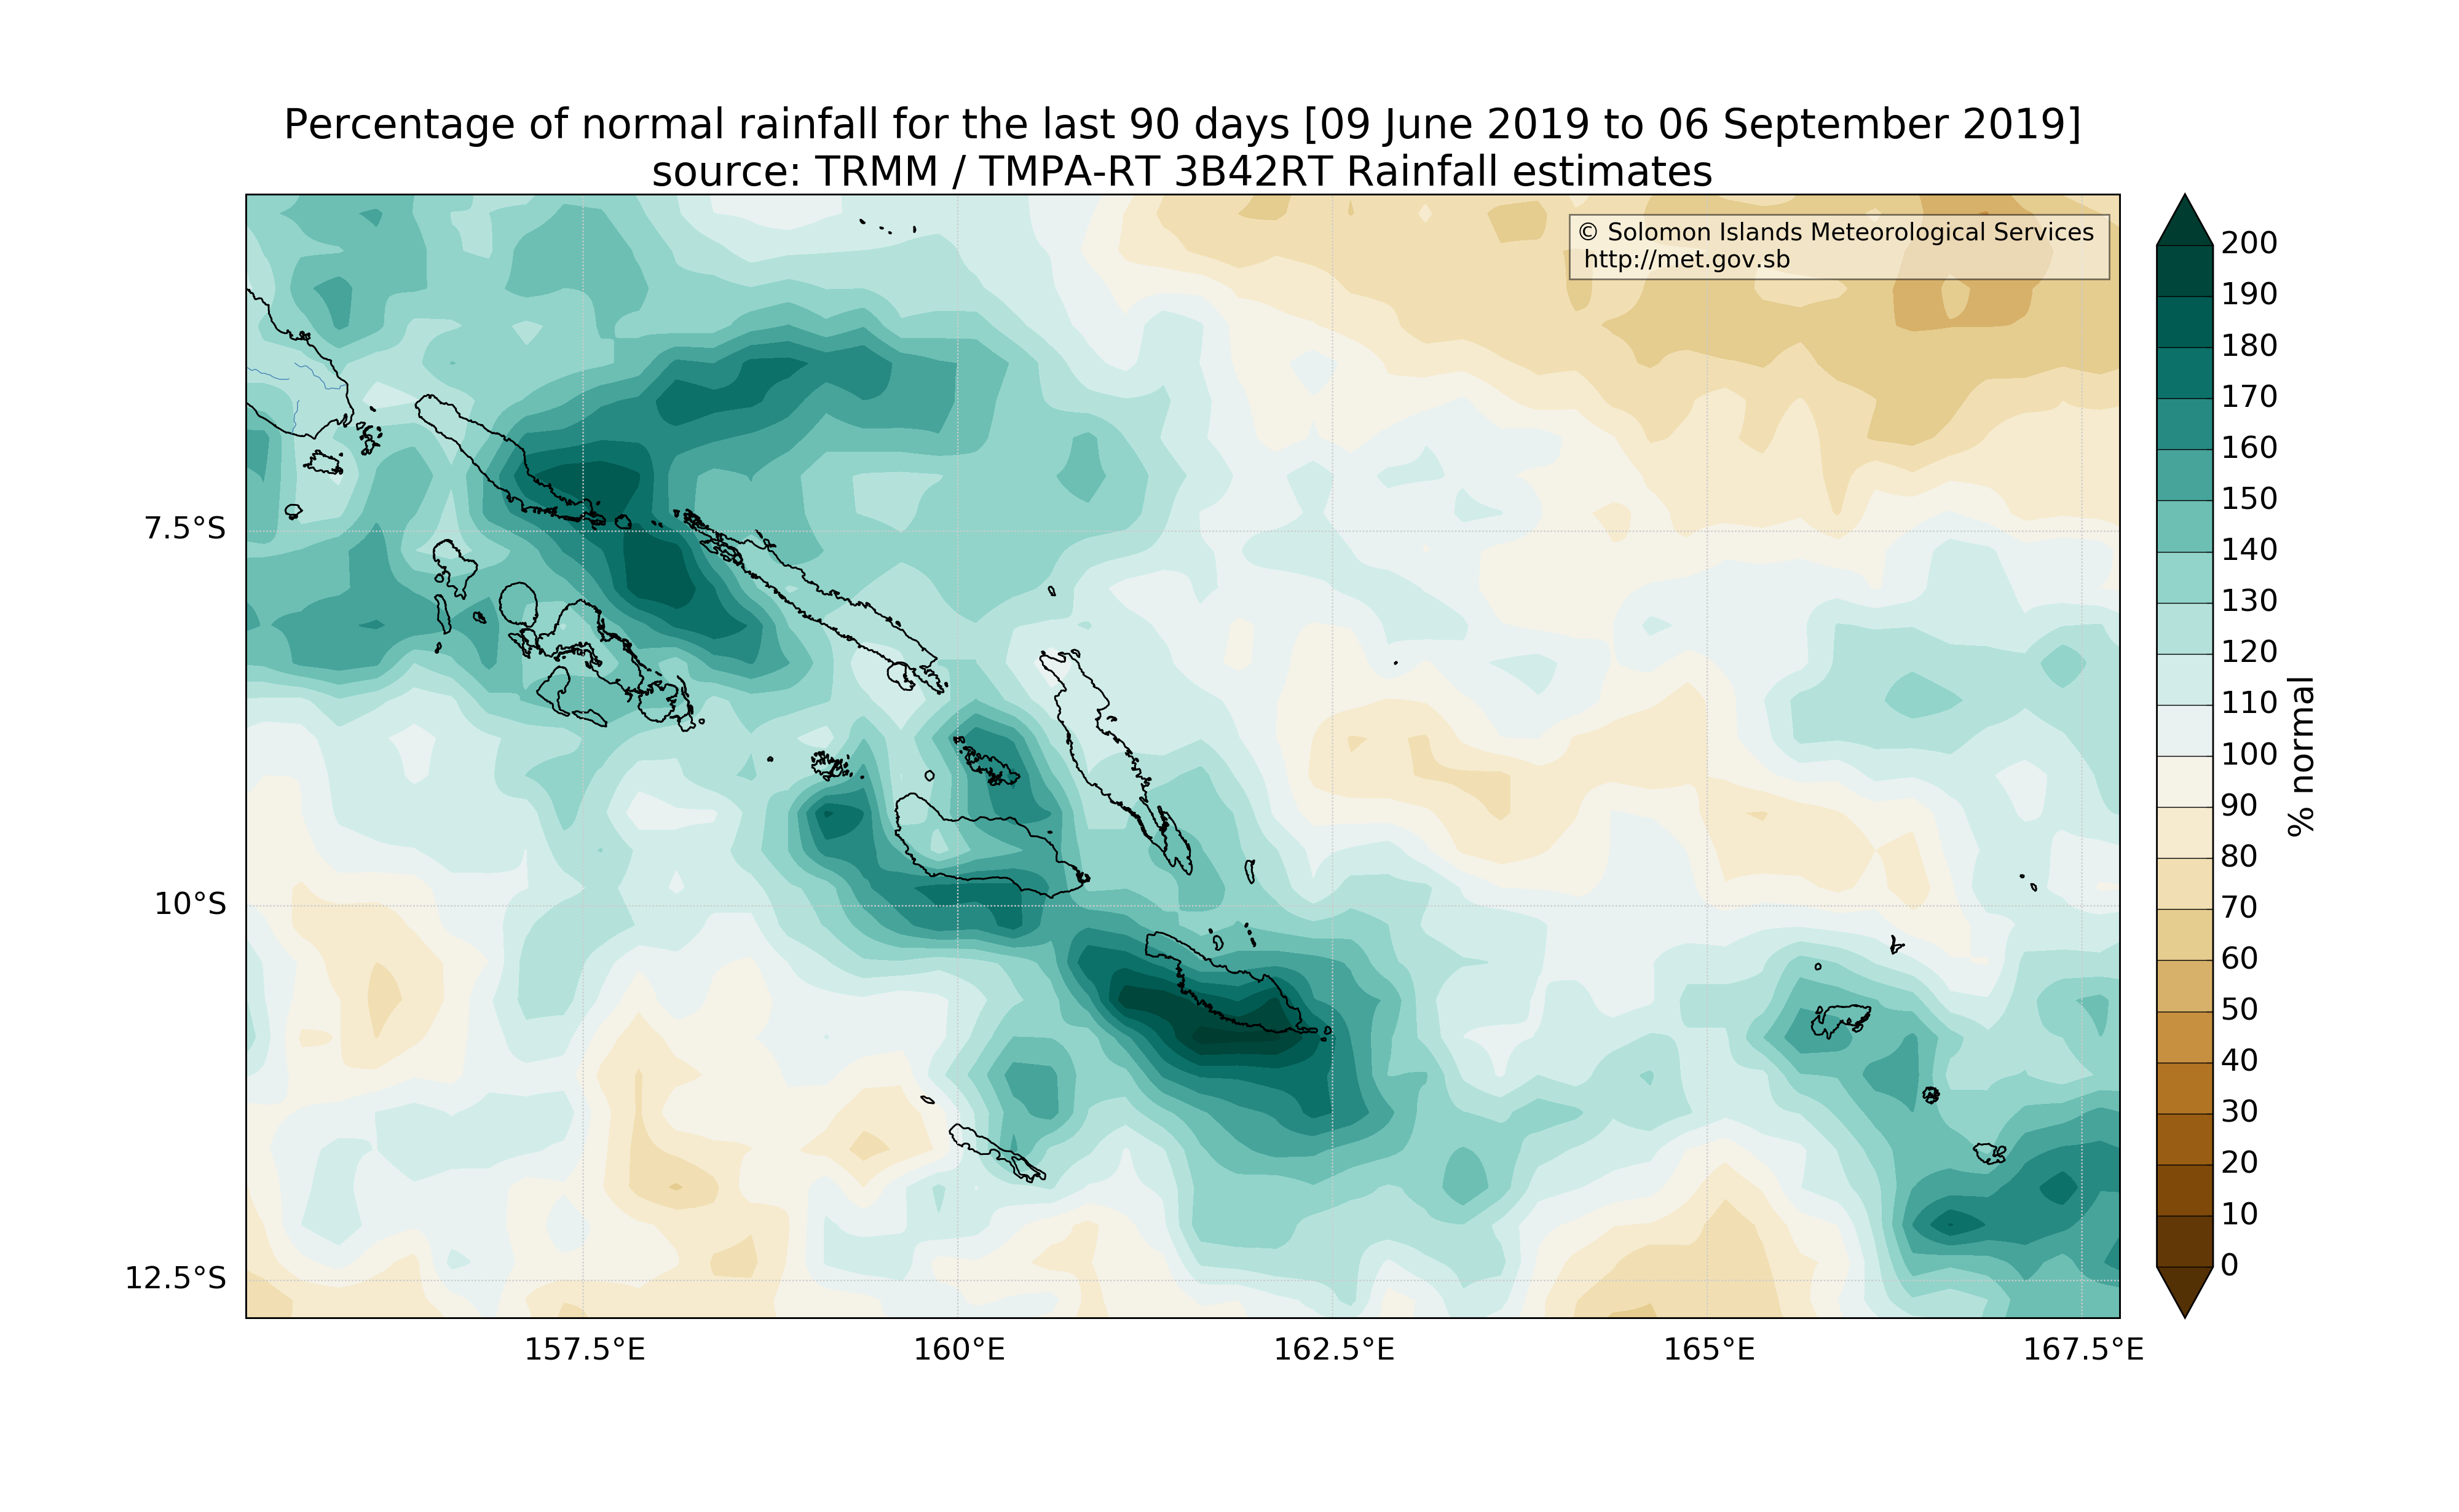 Percentage of normal rainfall for the last 90 days [09 June 2019 to 06 September 2019]
source: TRMM / TMPA-RT 3B42RT Rainfall estimates
© Solomon Islands Meteorological Services
http://met.gov.sb
7.5°S
10°S
12.5°S
157.5°E
160°E
162.5°E
165°E
167.5°E
200
190
180
170
160
150
140
130
120
110
100
90
80
70
60
50
40
30
20
10
0
% normal